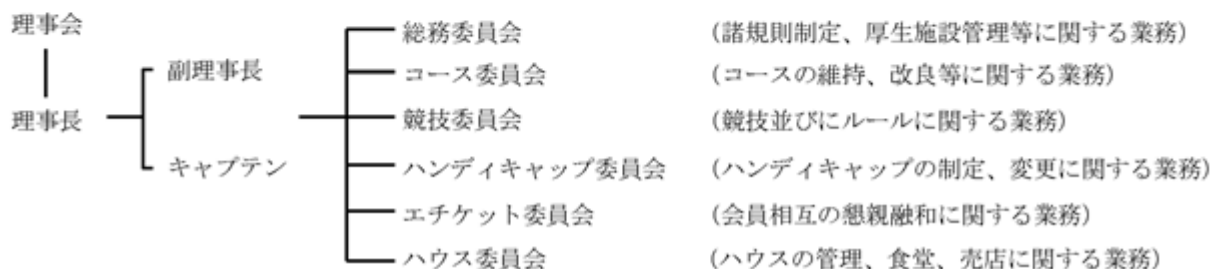 理事会
理事長
副理事長
キャプテン
総務委員会 (諸規則制定、厚生施設管理等に関する業務)
コース委員会 (コースの維持、改良等に関する業務)
競技委員会 (競技並びにルールに関する業務)
ハンディキャップ委員会 (ハンディキャップの制定、変更に関する業務)
エチケット委員会 (会員相互の懇親融和に関する業務)
ハウス委員会 (ハウスの管理、食堂、売店に関する業務)